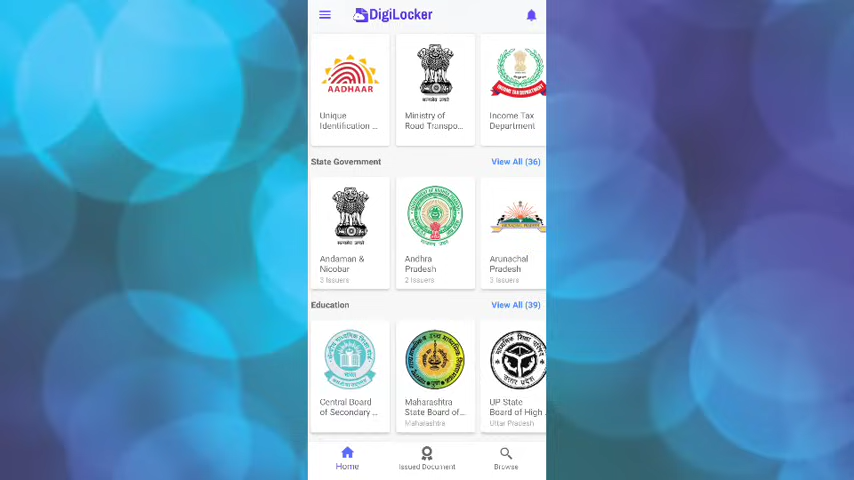 DigiLocker
AADHAAR
Unique
Identification ...
Ministry of
Road Transpo...
Income Tax
Department
State Government
View All (36)
Andaman &
Nicobar
3 Issuers
Andhra
Pradesh
2 Issuers
Arunachal
Pradesh
3 Issuers
Education
View All (39)
Central Board
of Secondary ...
Maharashtra
State Board of...
Maharashtra
UP State
Board of High .
Uttar Pradesh
Home
Issued Document
Browse